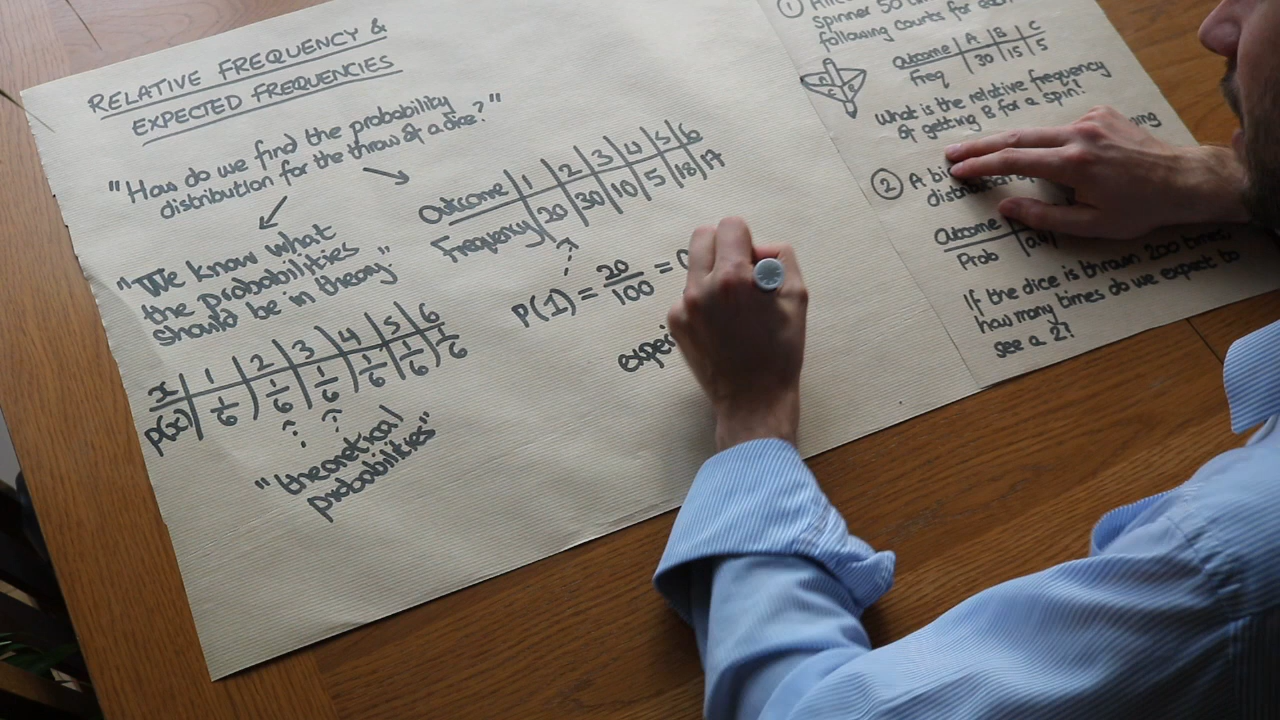 RELATIVE FREQUENCY &
EXPECTED FREQUENCIES
"How do we find the probability
distribution for the throw of a dice?"
"We know what
the probabilities
should be in theory"
x 1 2 3 4 5 6
p(x) 1/6 1/6 1/6 1/6 1/6 1/6
"theoretical
probabilities"
Outcome 1 2 3 4 5 6
Frequency 20 30 10 5 18 17
P(1) = 20/100 =
1
spinner 50
following counts for
Outcome A B C
Freq 30 15 5
What is the relative frequency
of getting B for a spin?
2 A
Outcome
Prob
If the dice is thrown 200 times,
how many times do we expect to
see a 2?